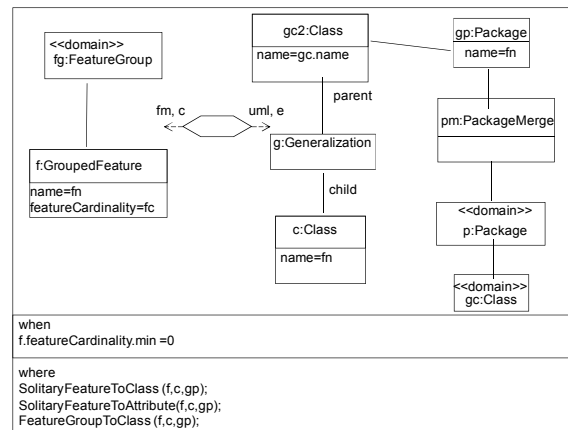 <<domain>>
fg:FeatureGroup
gc2:Class
name=gc.name
gp:Package
name=fn
parent
fm, c
uml, e
pm:PackageMerge
f:GroupedFeature
name=fn
featureCardinality=fc
g:Generalization
child
c:Class
name=fn
<<domain>>
p:Package
<<domain>>
gc:Class
when
f.featureCardinality.min =0
where
SolitaryFeatureToClass (f,c,gp);
SolitaryFeatureToAttribute(f,c,gp);
FeatureGroupToClass (f,c,gp);